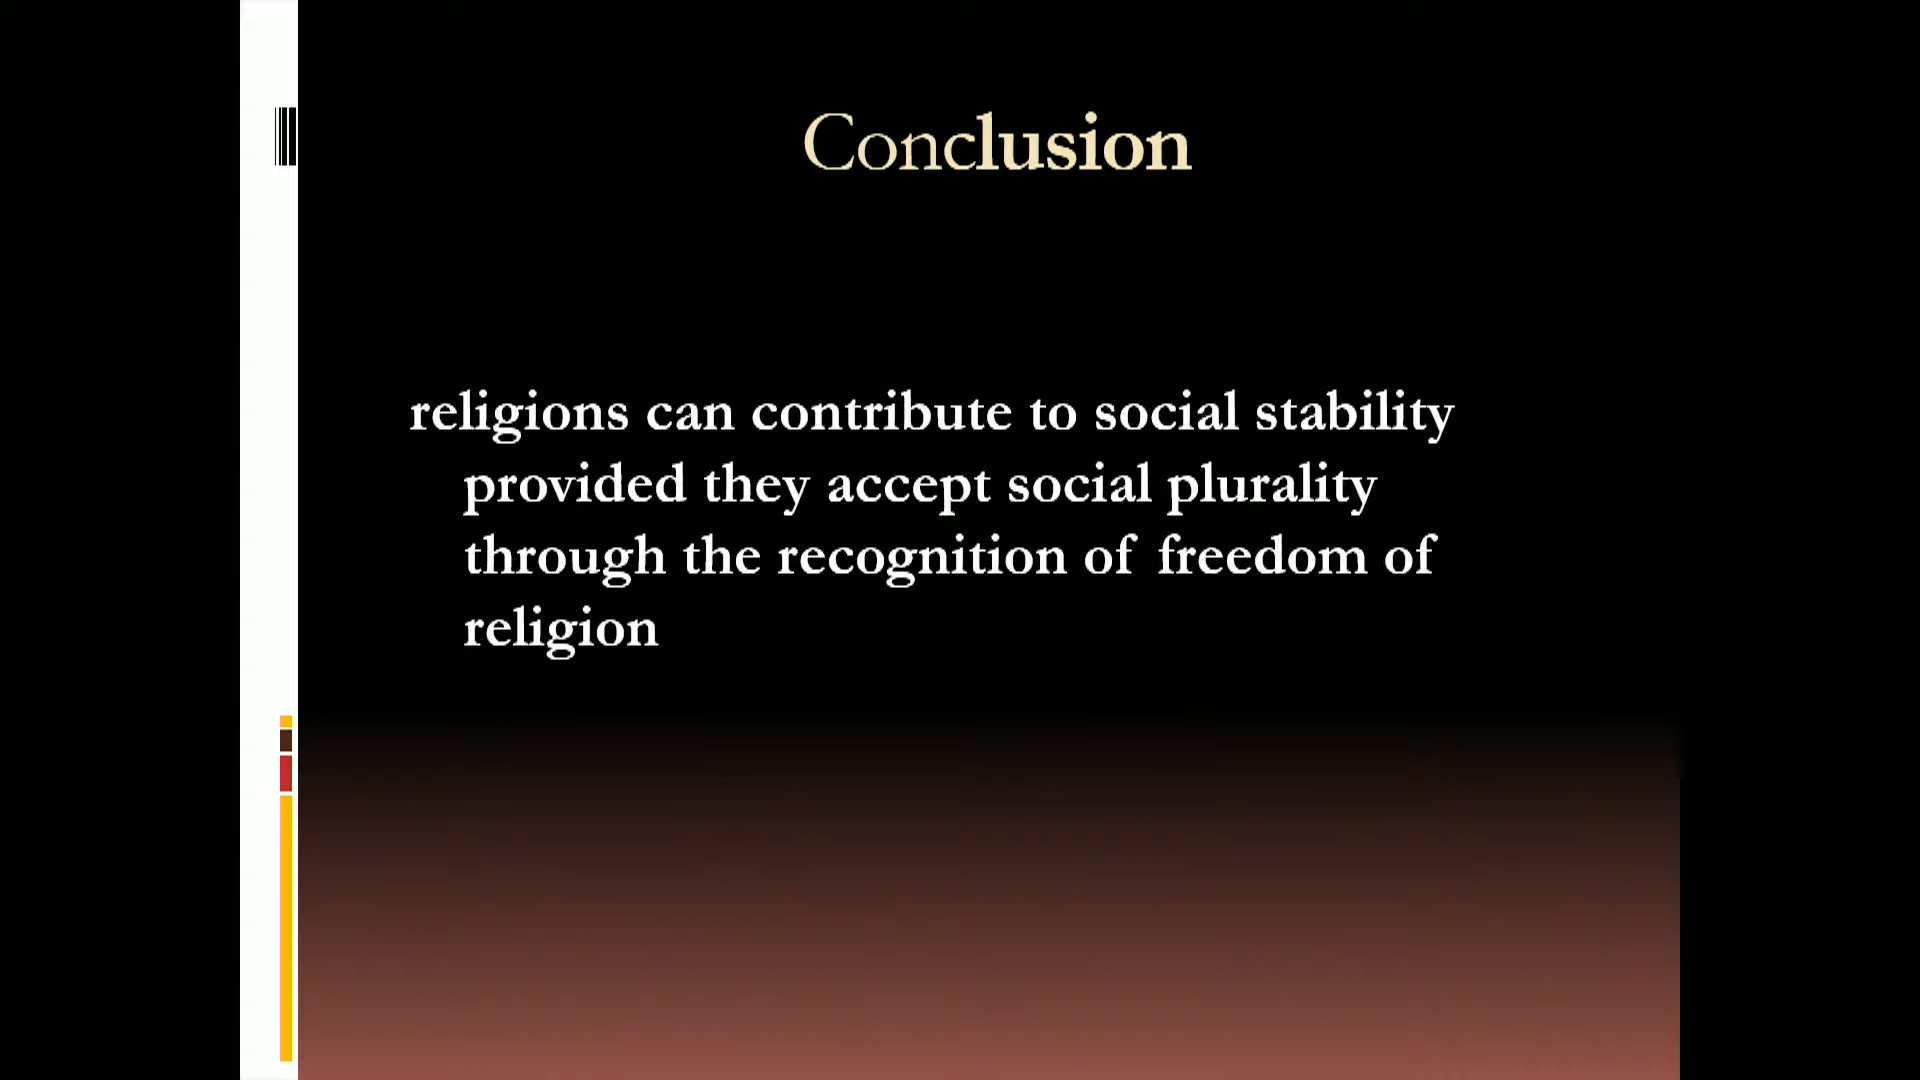 Conclusion
religions can contribute to social stability
provided they accept social plurality
through the recognition of freedom of
religion